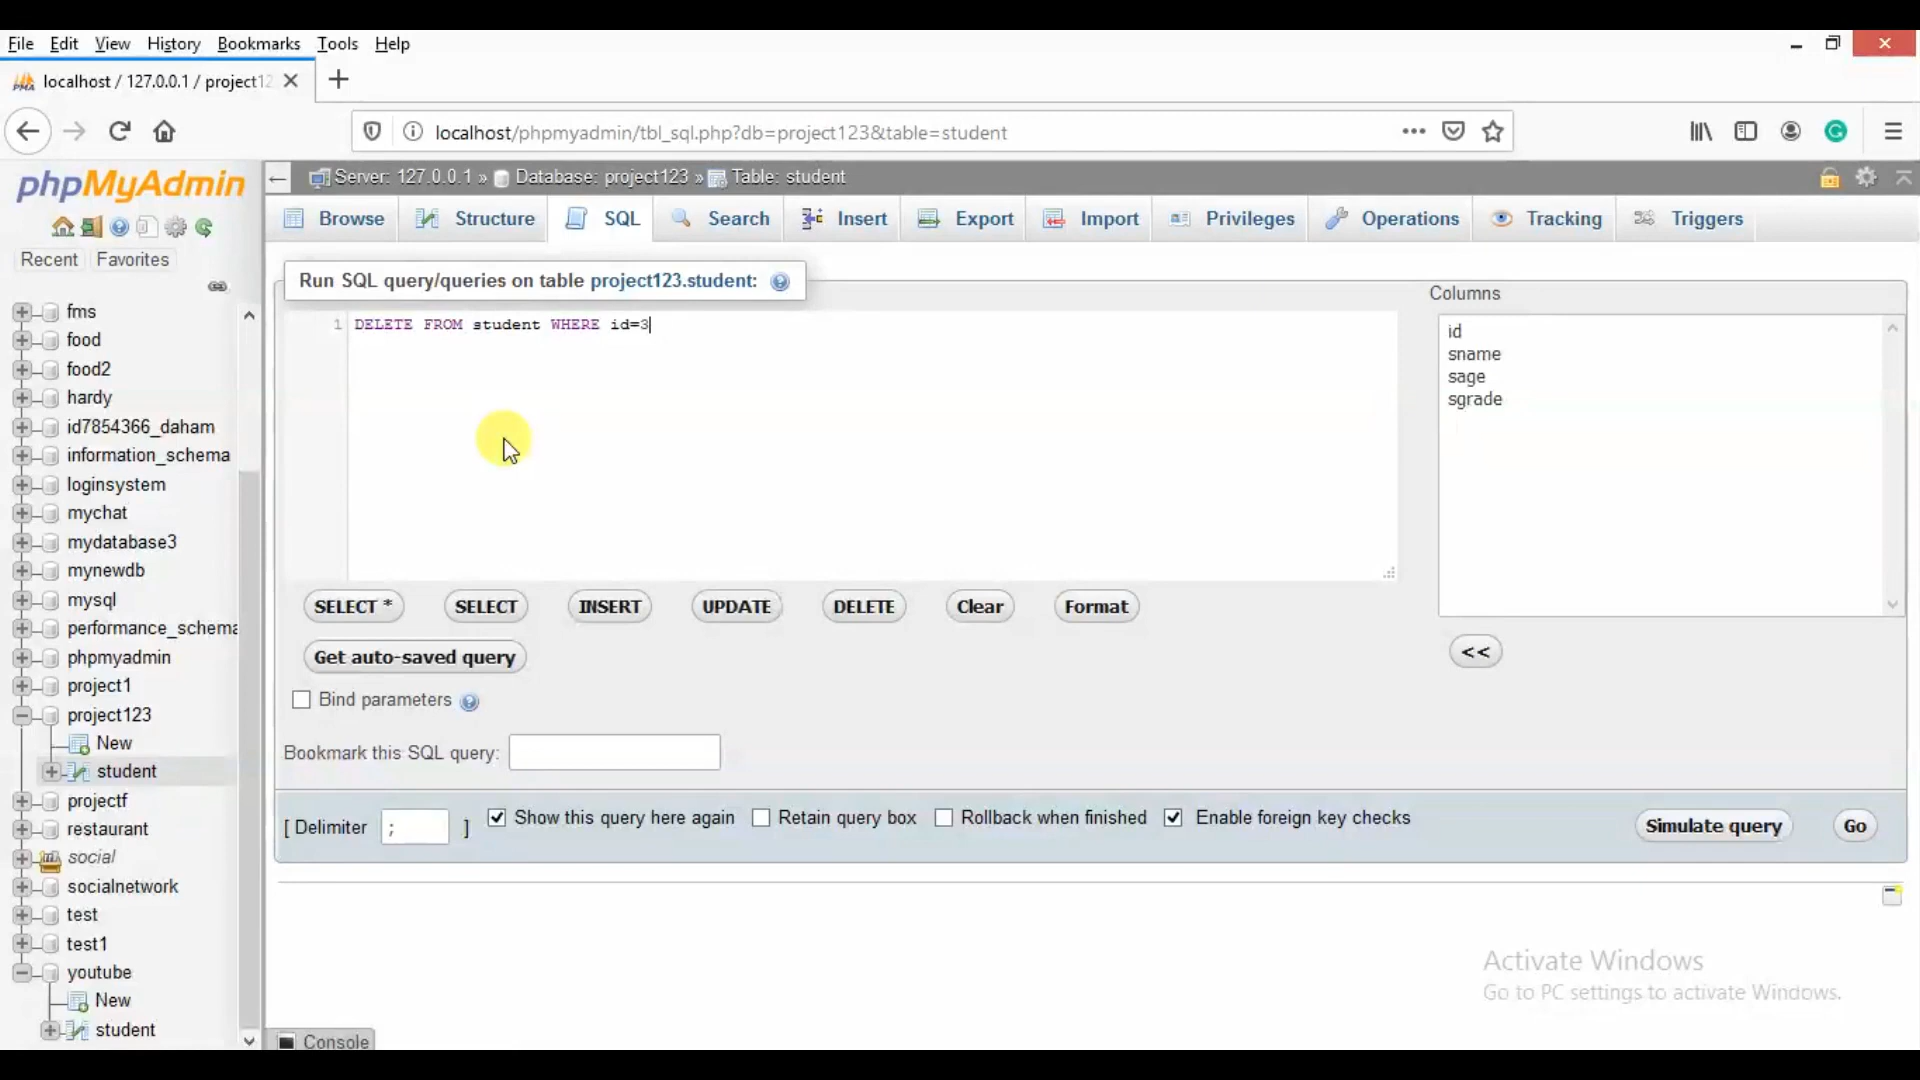 File Edit View History Bookmarks Tools Help
localhost / 127.0.0.1 / project12
localhost/phpmyadmin/tbl_sql.php?db=project123&table=student
phpMyAdmin
Recent Favorites
fms
food
food2
hardy
id7854366_daham
information_schema
loginsystem
mychat
mydatabase3
mynewdb
mysql
performance_schema
phpmyadmin
project1
project123
New
student
projectf
restaurant
social
socialnetwork
test
test1
youtube
New
student
Server: 127.0.0.1 » Database: project123 » Table: student
Browse Structure SQL Search Insert Export Import Privileges Operations Tracking Triggers
Run SQL query/queries on table project123.student:
1 DELETE FROM student WHERE id=3
Columns
id
sname
sage
sgrade
SELECT * SELECT INSERT UPDATE DELETE Clear Format
<<
Get auto-saved query
Bind parameters
Bookmark this SQL query:
[ Delimiter ; ] Show this query here again Retain query box Rollback when finished Enable foreign key checks Simulate query Go
Activate Windows
Go to PC settings to activate Windows.
Console